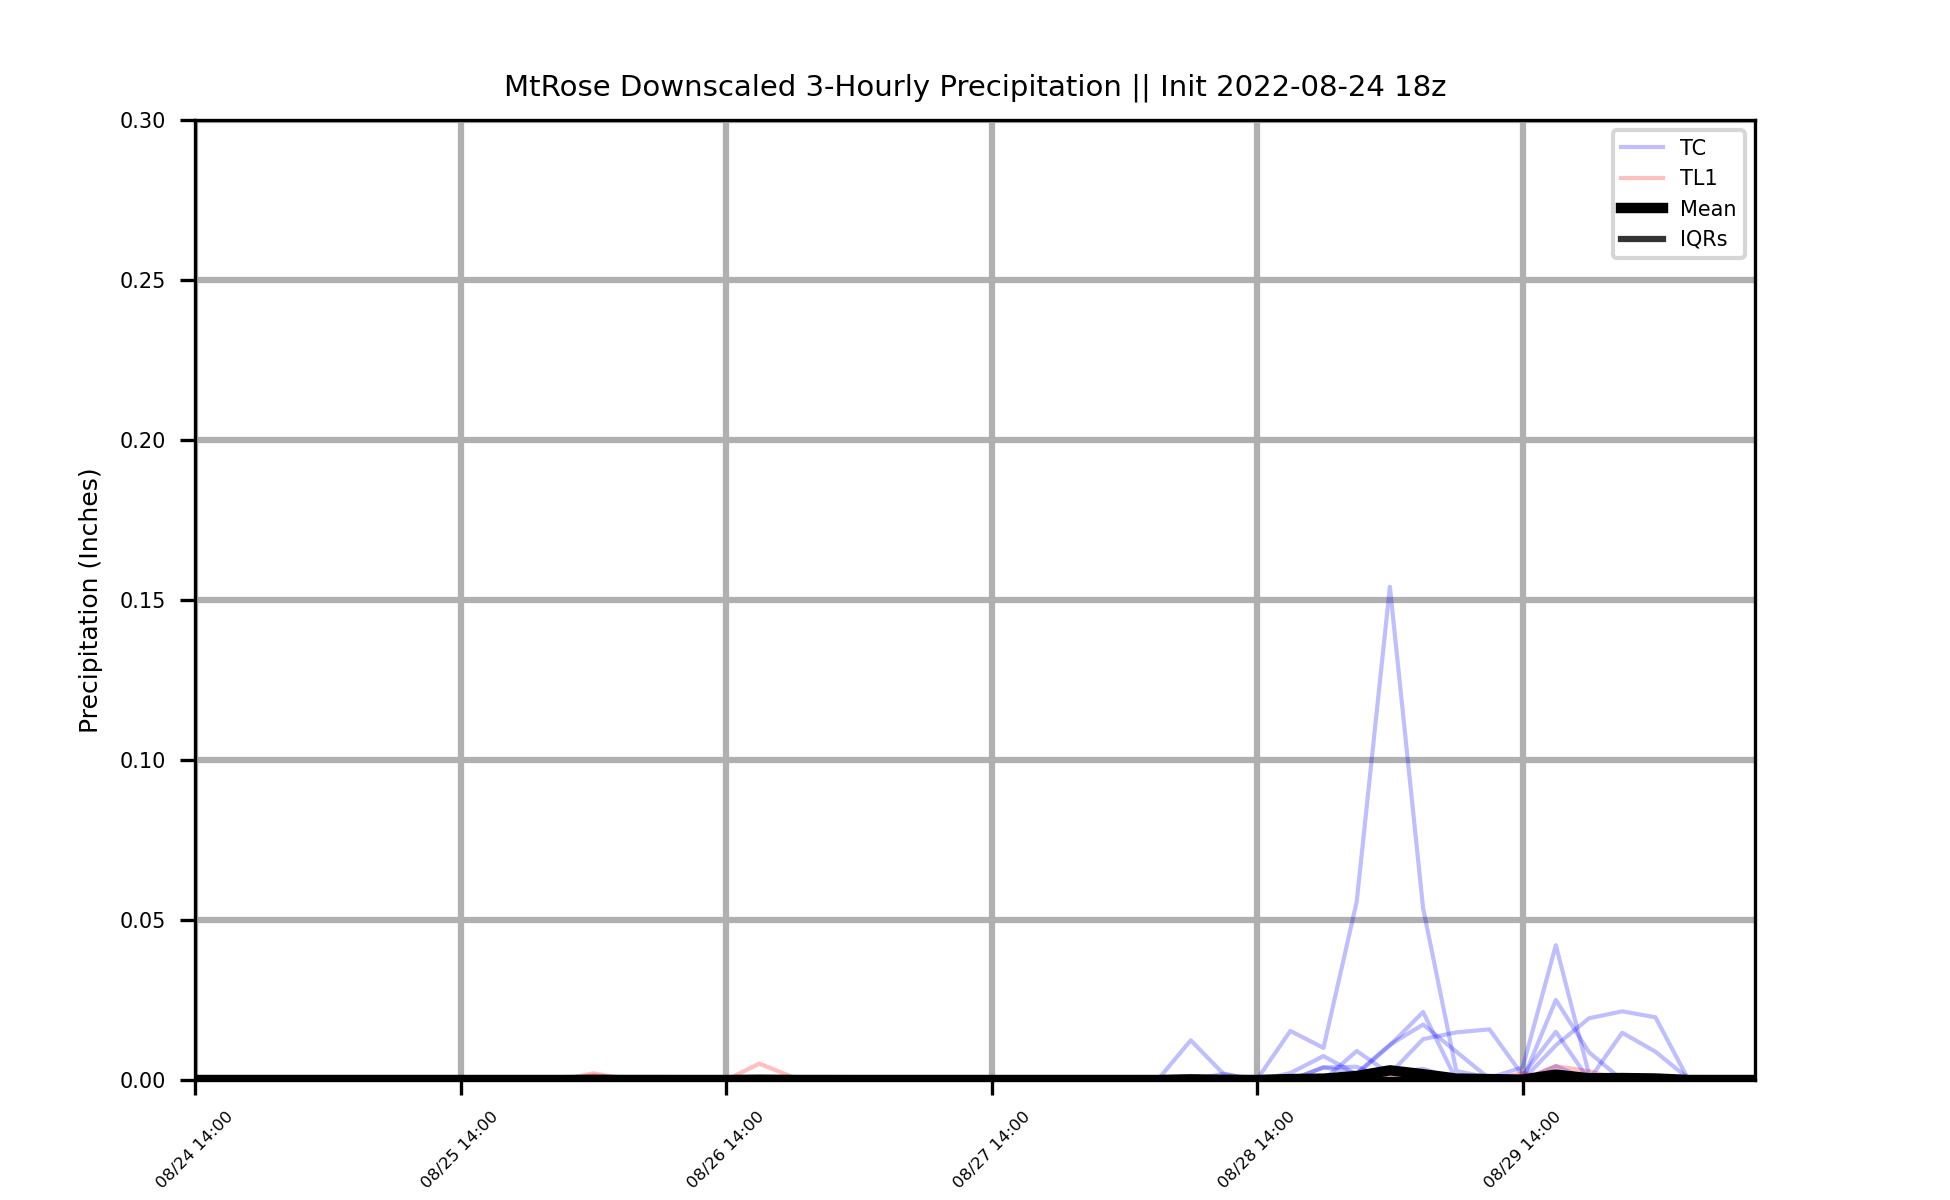 MtRose Downscaled 3-Hourly Precipitation || Init 2022-08-24 18z
TC
TL1
Mean
IQRs
Precipitation (Inches)
0.30
0.25
0.20
0.15
0.10
0.05
0.00
08/24 14:00
08/25 14:00
08/26 14:00
08/27 14:00
08/28 14:00
08/29 14:00